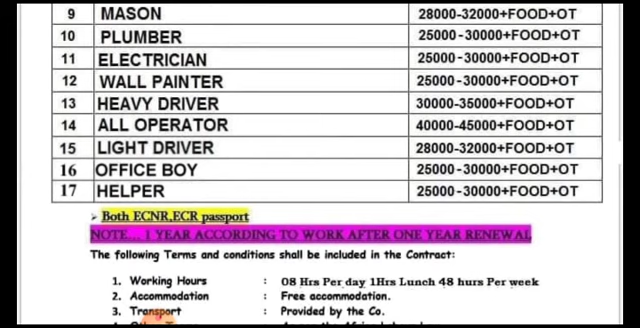 9 MASON 28000-32000+FOOD+OT
10 PLUMBER 25000-30000+FOOD+OT
11 ELECTRICIAN 25000-30000+FOOD+OT
12 WALL PAINTER 25000-30000+FOOD+OT
13 HEAVY DRIVER 30000-35000+FOOD+OT
14 ALL OPERATOR 40000-45000+FOOD+OT
15 LIGHT DRIVER 28000-32000+FOOD+OT
16 OFFICE BOY 25000-30000+FOOD+OT
17 HELPER 25000-30000+FOOD+OT
➢ Both ECNR,ECR passport
NOTE... 1 YEAR ACCORDING TO WORK AFTER ONE YEAR RENEWAL
The following Terms and conditions shall be included in the Contract:
1. Working Hours : 08 Hrs Per day 1Hrs Lunch 48 hurs Per week
2. Accommodation : Free accommodation.
3. Transport : Provided by the Co.